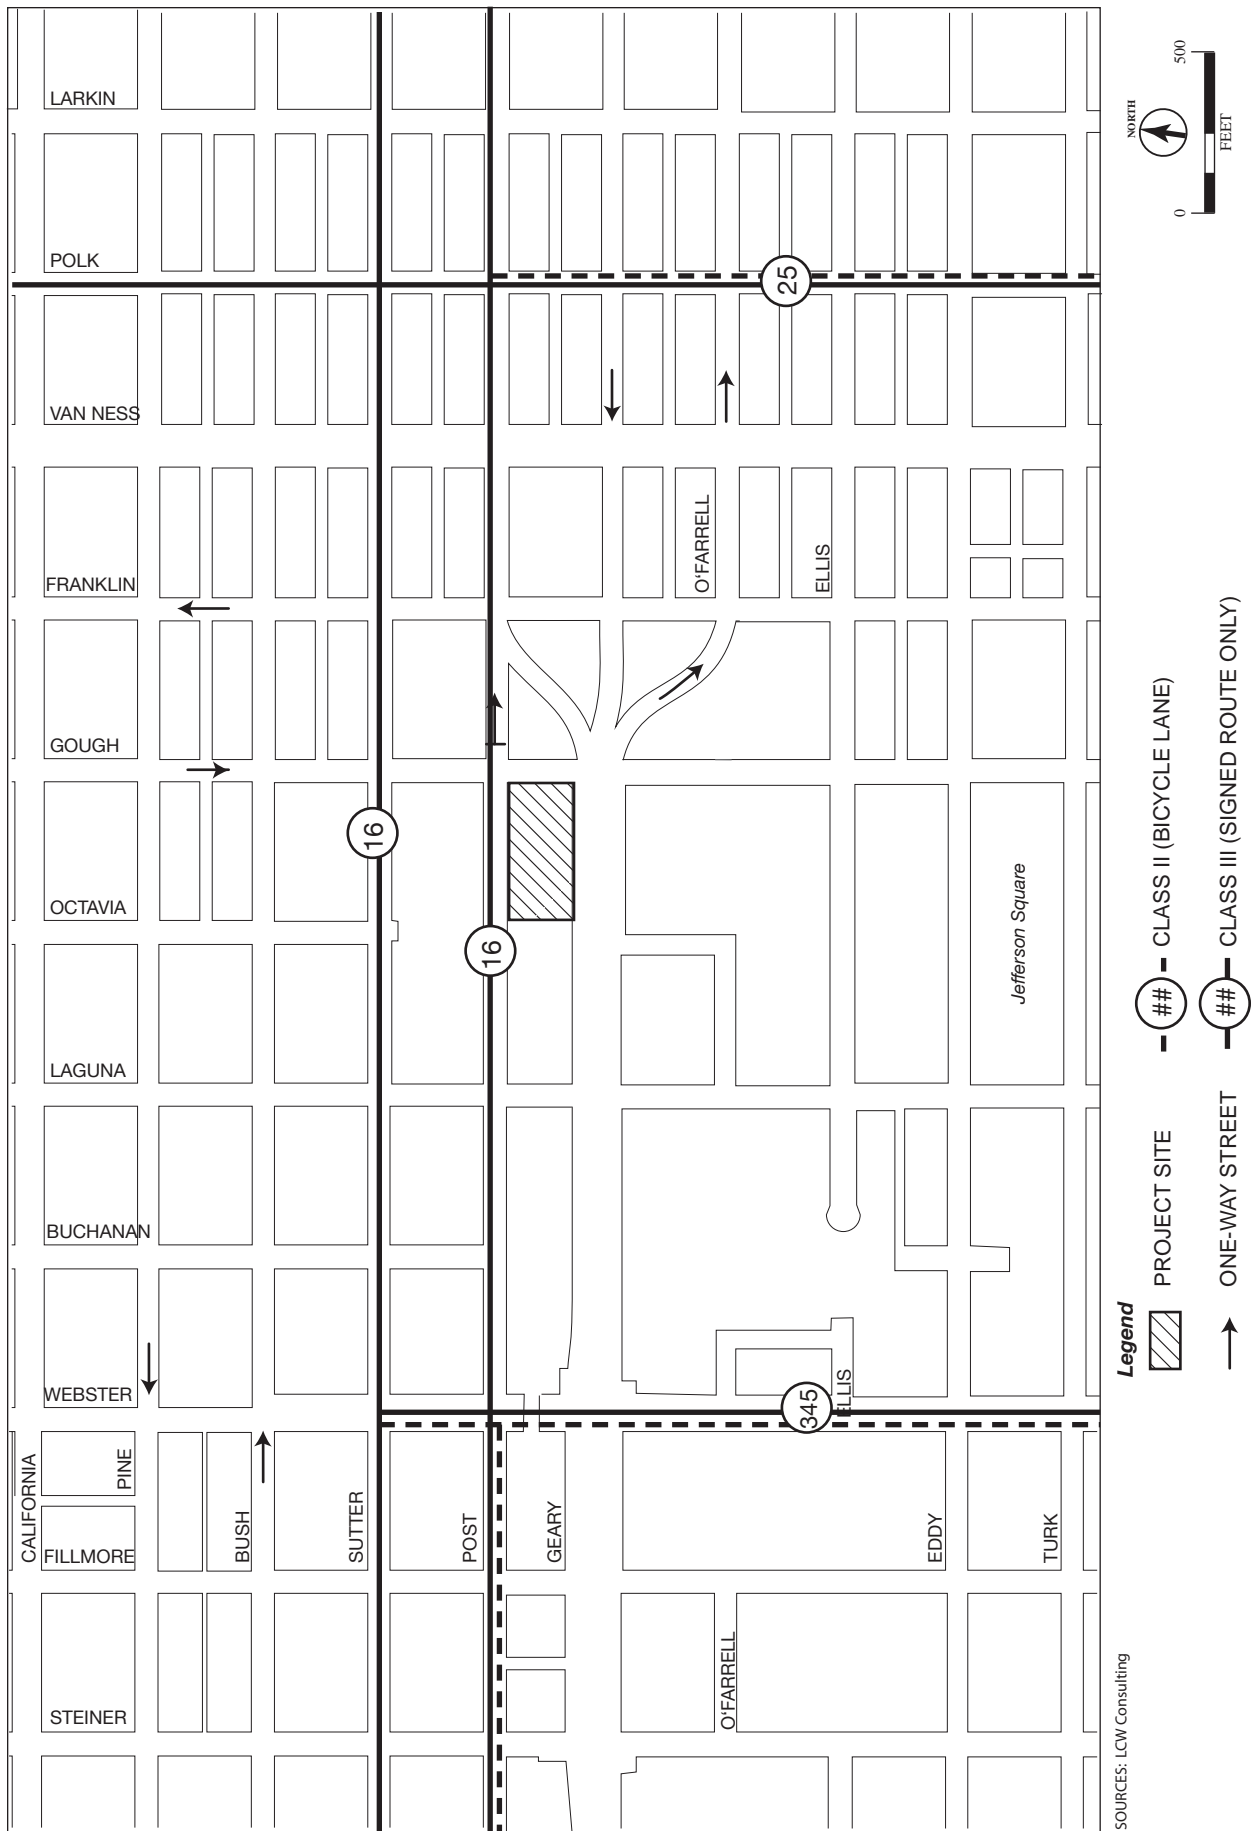 LARKIN
POLK
VAN NESS
FRANKLIN
GOUGH
OCTAVIA
LAGUNA
BUCHANAN
WEBSTER
FILLMORE
STEINER
CALIFORNIA
PINE
BUSH
SUTTER
POST
GEARY
O'FARRELL
ELLIS
O'FARRELL
ELLIS
EDDY
TURK
16
16
25
345
Jefferson Square
NORTH
0
500
FEET
Legend
PROJECT SITE
ONE-WAY STREET
## CLASS II (BICYCLE LANE)
## CLASS III (SIGNED ROUTE ONLY)
SOURCES: LCW Consulting